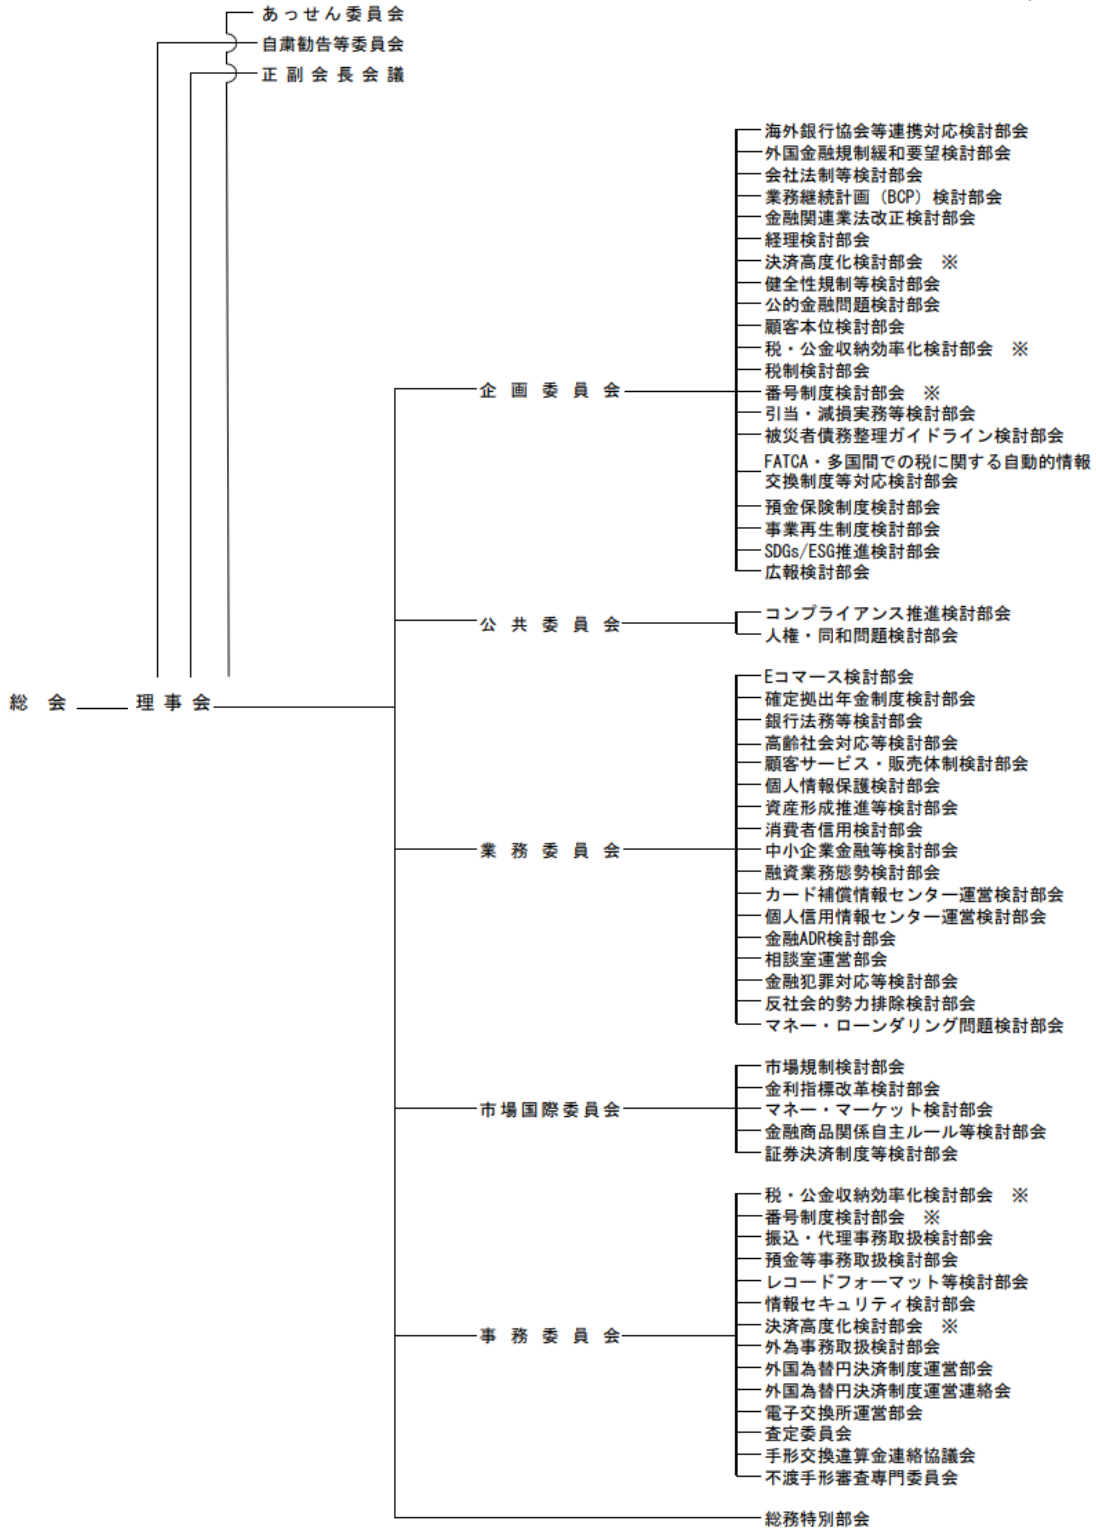 あっせん委員会
自粛勧告等委員会
正副会長会議
海外銀行協会等連携対応検討部会
外国金融規制緩和要望検討部会
会社法制等検討部会
業務継続計画（BCP）検討部会
金融関連業法改正検討部会
経理検討部会
決済高度化検討部会　※
健全性規制等検討部会
公的金融問題検討部会
顧客本位検討部会
税・公金収納効率化検討部会　※
税制検討部会
企画委員会
番号制度検討部会　※
引当・減損実務等検討部会
被災者債務整理ガイドライン検討部会
FATCA・多国間での税に関する自動的情報
交換制度等対応検討部会
預金保険制度検討部会
事業再生制度検討部会
SDGs/ESG推進検討部会
広報検討部会
公共委員会
コンプライアンス推進検討部会
人権・同和問題検討部会
総会
理事会
Eコマース検討部会
確定拠出年金制度検討部会
銀行法務等検討部会
高齢社会対応等検討部会
顧客サービス・販売体制検討部会
個人情報保護検討部会
資産形成推進等検討部会
消費者信用検討部会
業務委員会
中小企業金融等検討部会
融資業務態勢検討部会
カード補償情報センター運営検討部会
個人信用情報センター運営検討部会
金融ADR検討部会
相談室運営部会
金融犯罪対応等検討部会
反社会的勢力排除検討部会
マネー・ローンダリング問題検討部会
市場国際委員会
市場規制検討部会
金利指標改革検討部会
マネー・マーケット検討部会
金融商品関係自主ルール等検討部会
証券決済制度等検討部会
事務委員会
税・公金収納効率化検討部会　※
番号制度検討部会　※
振込・代理事務取扱検討部会
預金等事務取扱検討部会
レコードフォーマット等検討部会
情報セキュリティ検討部会
決済高度化検討部会　※
外為事務取扱検討部会
外国為替円決済制度運営部会
外国為替円決済制度運営連絡会
電子交換所運営部会
査定委員会
手形交換違算金連絡協議会
不渡手形審査専門委員会
総務特別部会